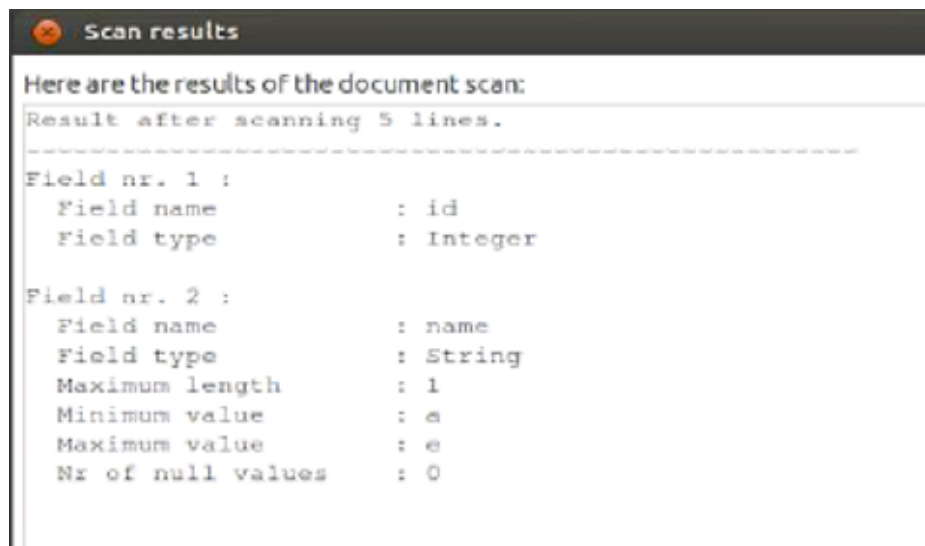 Scan results
Here are the results of the document scan:
Result after scanning 5 lines.
----------------------------------------------------
Field nr. 1 :
Field name : id
Field type : Integer
Field nr. 2 :
Field name : name
Field type : String
Maximum length : 1
Minimum value : a
Maximum value : e
Nr of null values : 0